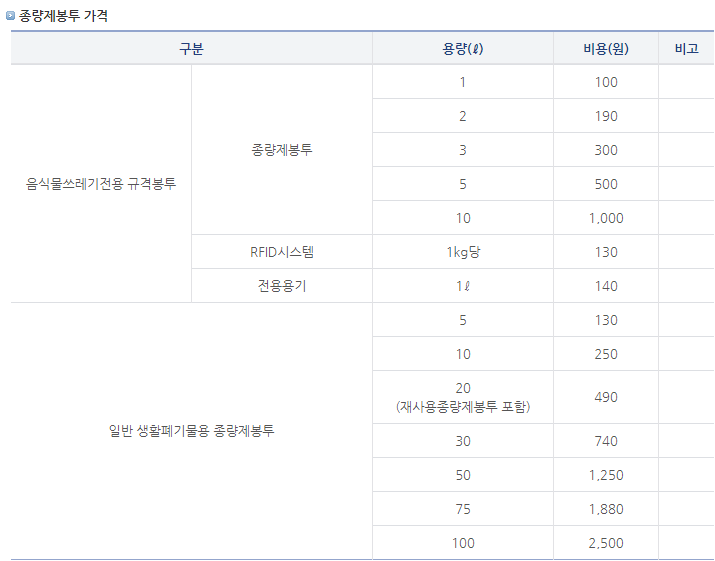 종량제봉투 가격
구분 용량(ℓ) 비용(원) 비고
음식물쓰레기전용 규격봉투 종량제봉투 1 100
2 190
3 300
5 500
10 1,000
RFID시스템 1kg당 130
전용용기 1ℓ 140
일반 생활폐기물용 종량제봉투 5 130
10 250
20
(재사용종량제봉투 포함) 490
30 740
50 1,250
75 1,880
100 2,500